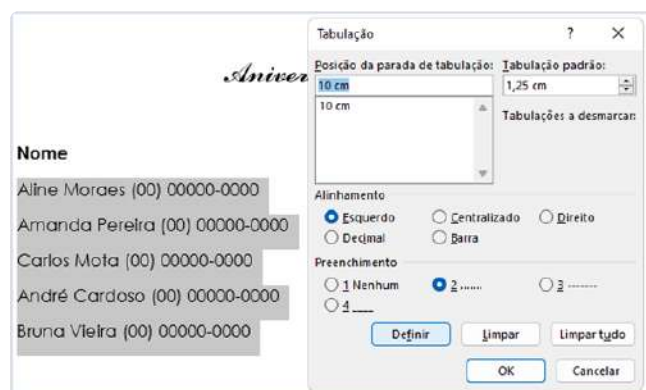 Aniver
Nome
Aline Moraes (00) 00000-0000
Amanda Pereira (00) 00000-0000
Carlos Mota (00) 00000-0000
André Cardoso (00) 00000-0000
Bruna Vieira (00) 00000-0000
Tabulação ? ×
Posição da parada de tabulação: Tabulação padrão:
10 cm 1,25 cm
10 cm
Tabulações a desmarcar:
Alinhamento
Esquerdo Centralizado Direito
Decimal Barra
Preenchimento
1 Nenhum 2 ...... 3 -------
4 ___
Definir Limpar Limpar tudo
OK Cancelar